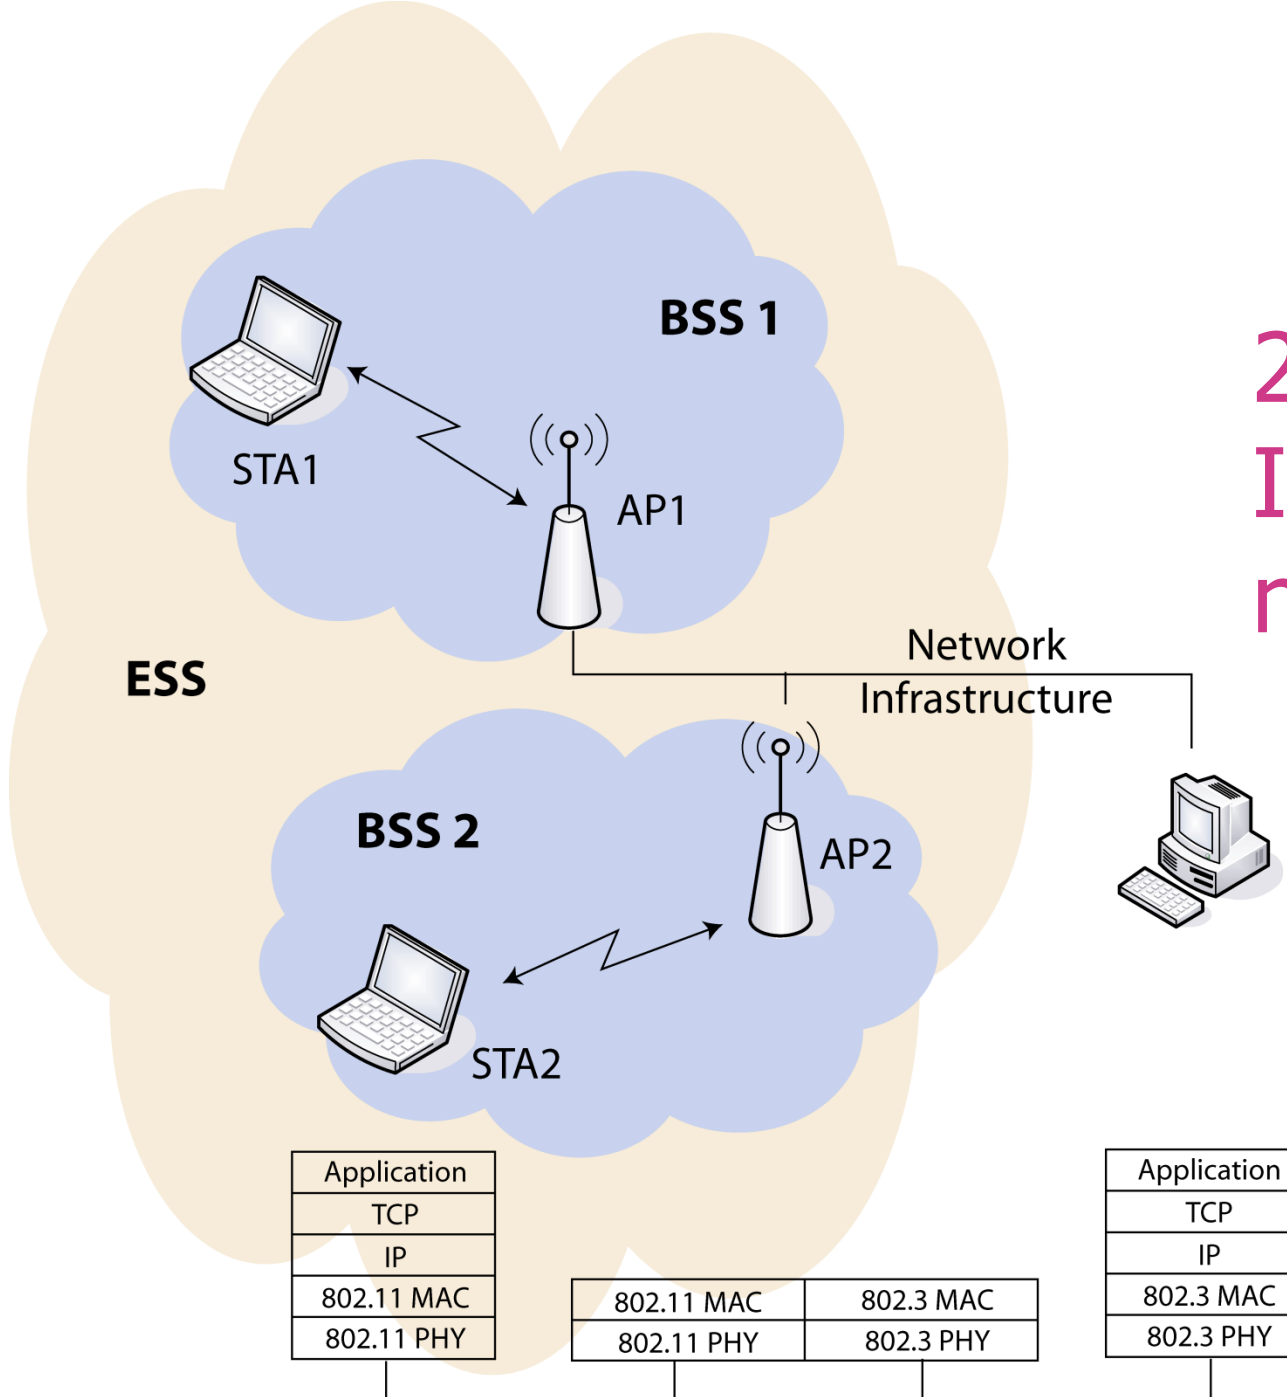 BSS 1
STA1
AP1
Network
Infrastructure
ESS
BSS 2
AP2
STA2
Application
TCP
IP
802.11 MAC
802.11 PHY
802.11 MAC
802.3 MAC
802.11 PHY
802.3 PHY
Application
TCP
IP
802.3 MAC
802.3 PHY